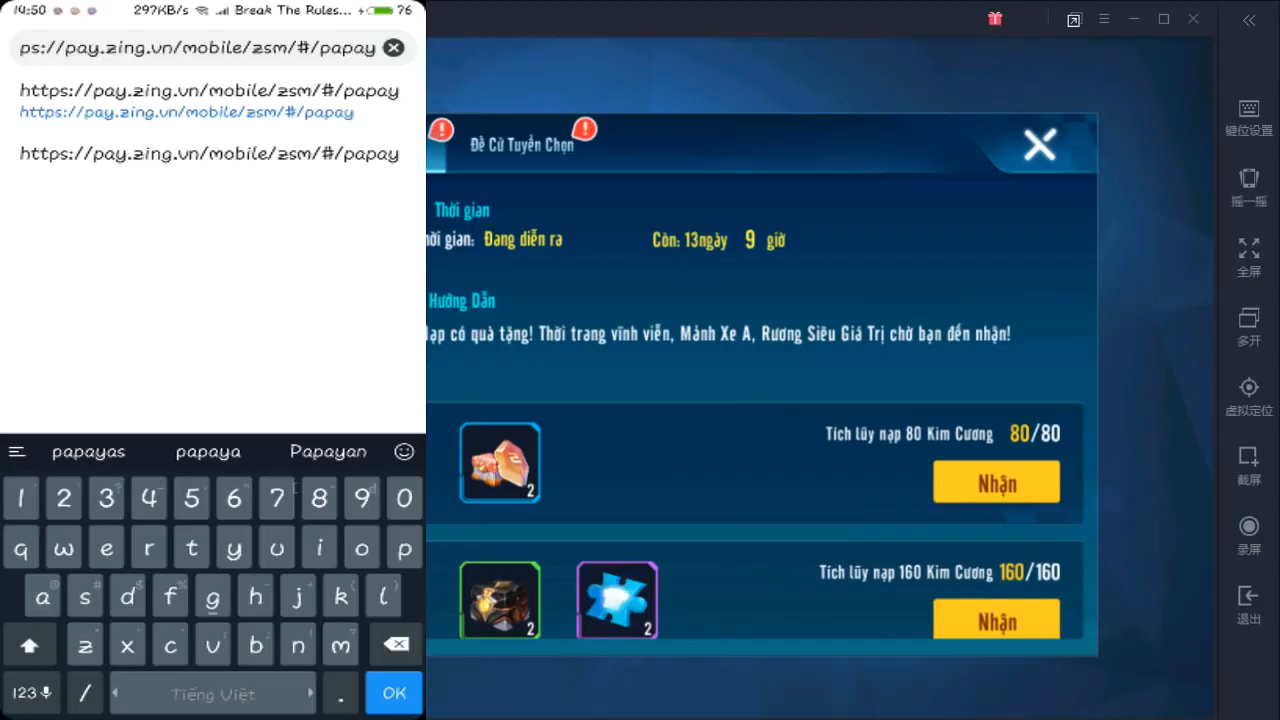 14:50
297KB/s
Break The Rules...
76
ps://pay.zing.vn/mobile/zsm/#/papay
https://pay.zing.vn/mobile/zsm/#/papay
https://pay.zing.vn/mobile/zsm/#/papay
https://pay.zing.vn/mobile/zsm/#/papay
papayas papaya Papayan
1 2 3 4 5 6 7 8 9 0
q w e r t y u i o p
a s d f g h j k l
z x c v b n m
123 / Tiếng Việt . OK
Đề Cử Tuyển Chọn
Thời gian
hời gian: Đang diễn ra Còn: 13ngày 9 giờ
Hướng Dẫn
lạp có quà tặng! Thời trang vĩnh viễn, Mảnh Xe A, Rương Siêu Giá Trị chờ bạn đến nhận!
2
Tích lũy nạp 80 Kim Cương 80/80
Nhận
2
2
Tích lũy nạp 160 Kim Cương 160/160
Nhận
键位设置
摇一摇
全屏
多开
虚拟定位
截屏
录屏
退出